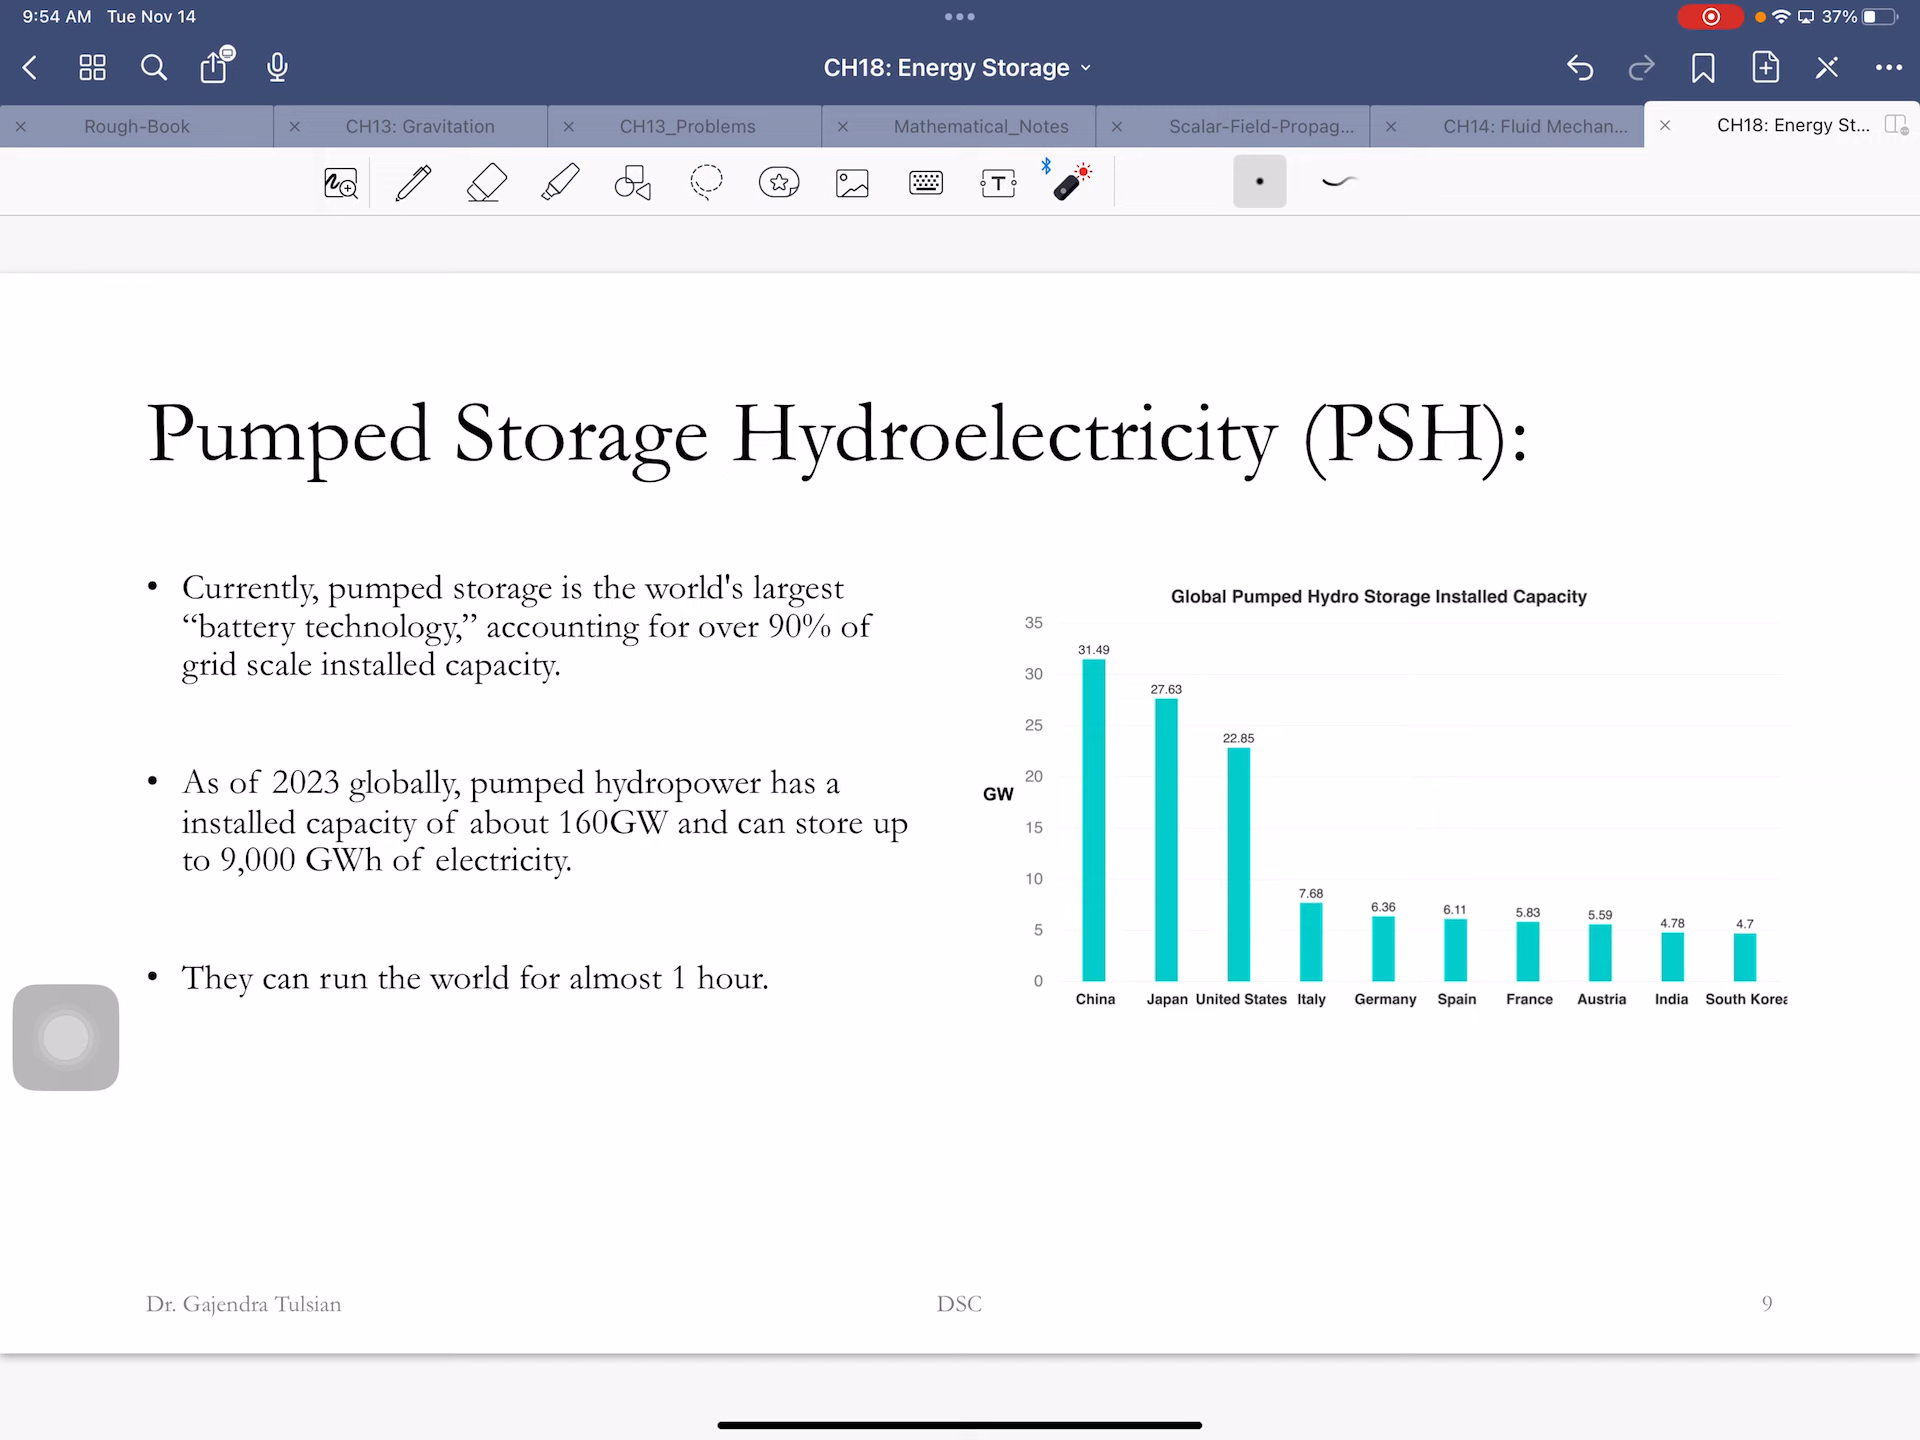 9:54 AM Tue Nov 14
37%
CH18: Energy Storage
Rough-Book
CH13: Gravitation
CH13_Problems
Mathematical_Notes
Scalar-Field-Propag...
CH14: Fluid Mechan...
CH18: Energy St...
T
Pumped Storage Hydroelectricity (PSH):
• Currently, pumped storage is the world's largest
“battery technology,” accounting for over 90% of
grid scale installed capacity.
• As of 2023 globally, pumped hydropower has a
installed capacity of about 160GW and can store up
to 9,000 GWh of electricity.
• They can run the world for almost 1 hour.
Global Pumped Hydro Storage Installed Capacity
GW
35
30
25
20
15
10
5
0
31.49
27.63
22.85
7.68
6.36
6.11
5.83
5.59
4.78
4.7
China Japan United States Italy Germany Spain France Austria India South Korea
Dr. Gajendra Tulsian
DSC
9